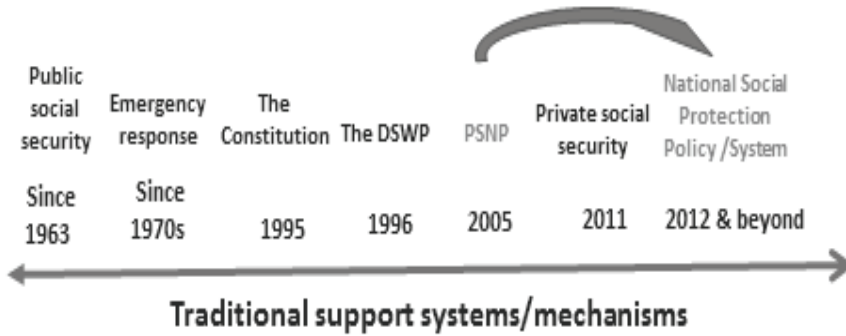 Public
social
security
Since
1963
Emergency
response
Since
1970s
The
Constitution
1995
The DSWP
1996
PSNP
2005
Private social
security
2011
National Social
Protection
Policy /System
2012 & beyond
Traditional support systems/mechanisms